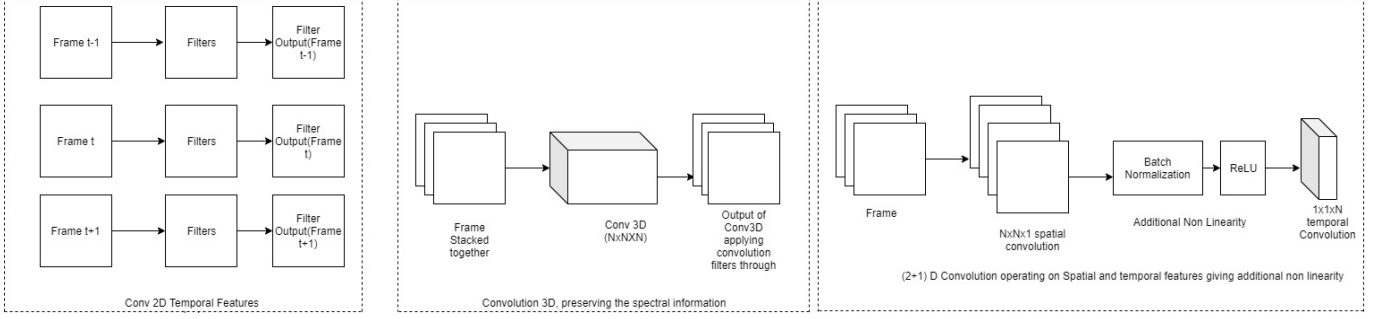 Frame t-1
Filters
Filter
Output(Frame
t-1)
Frame t
Filters
Filter
Output(Frame
t)
Frame t+1
Filters
Filter
Output(Frame
t+1)
Conv 2D Temporal Features
Frame
Stacked
together
Conv 3D
(NxNXN)
Output of
Conv3D
applying
convolution
filters through
Convolution 3D, preserving the spectral information
Frame
NxNx1 spatial
convolution
Batch
Normalization
ReLU
Additional Non Linearity
1x1xN
temporal
Convolution
(2+1) D Convolution operating on Spatial and temporal features giving additional non linearity